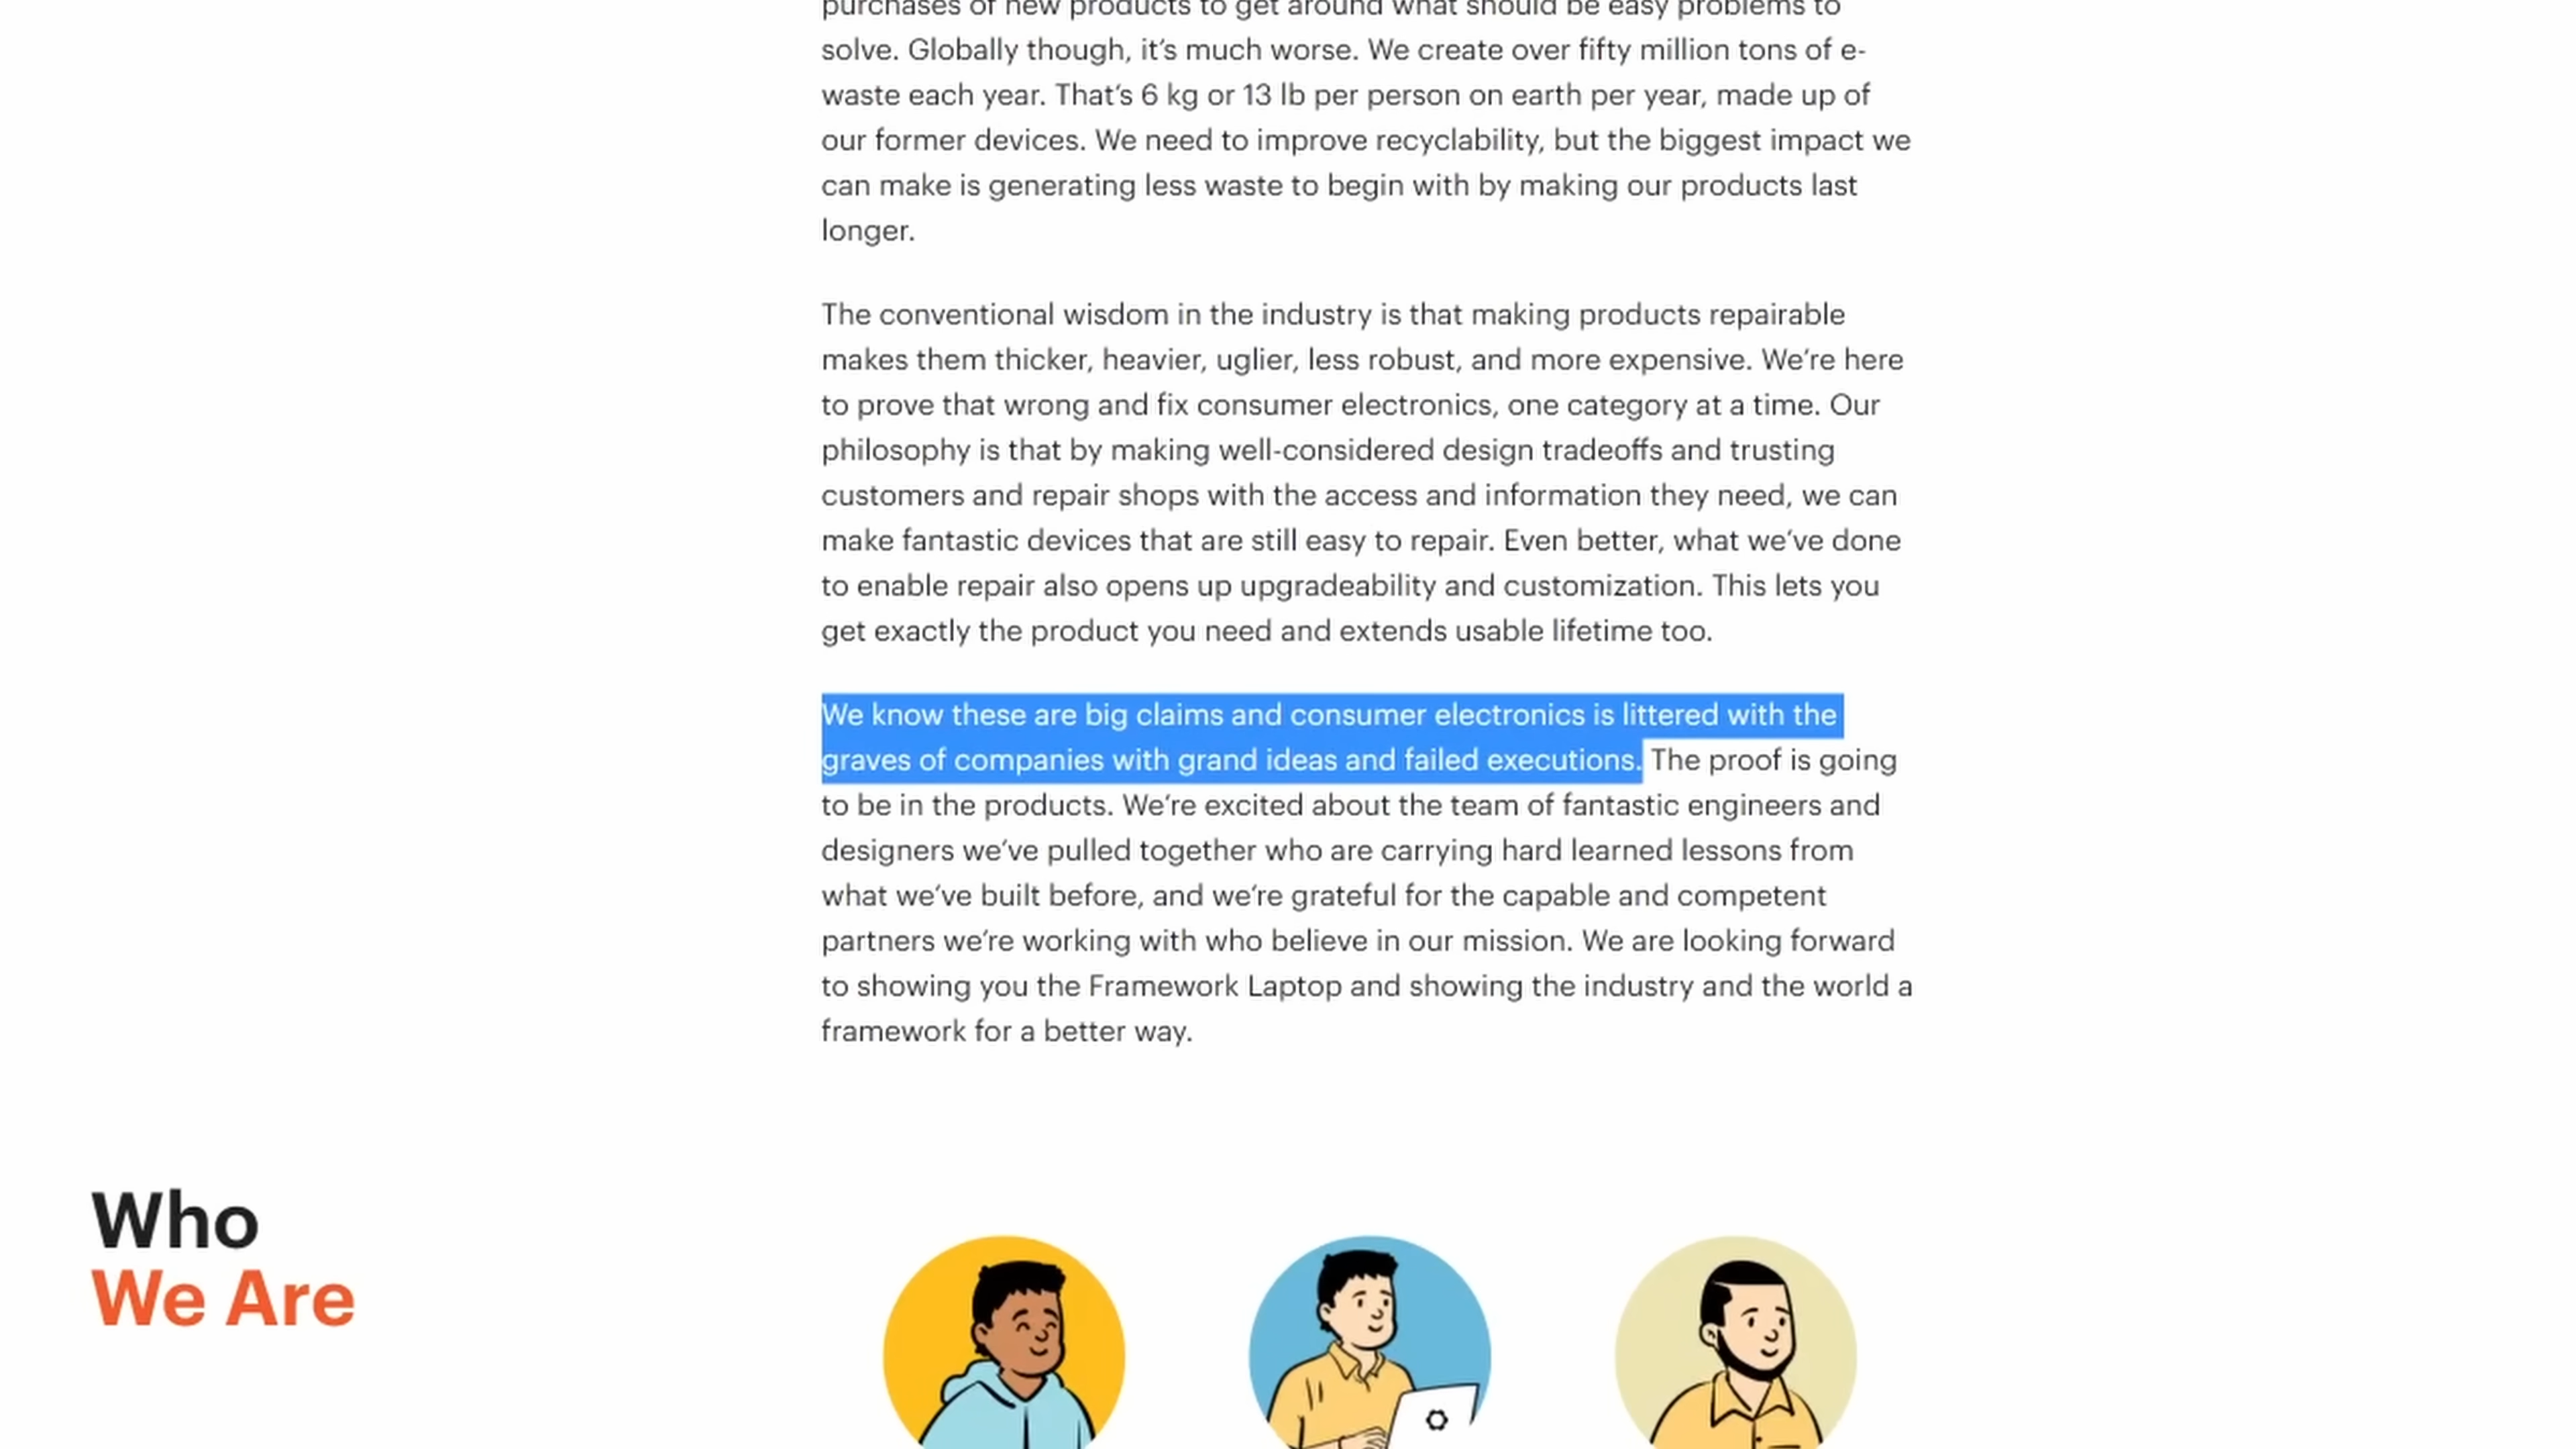 purchases of new products to get around what should be easy problems to
solve. Globally though, it’s much worse. We create over fifty million tons of e-
waste each year. That’s 6 kg or 13 lb per person on earth per year, made up of
our former devices. We need to improve recyclability, but the biggest impact we
can make is generating less waste to begin with by making our products last
longer.
The conventional wisdom in the industry is that making products repairable
makes them thicker, heavier, uglier, less robust, and more expensive. We’re here
to prove that wrong and fix consumer electronics, one category at a time. Our
philosophy is that by making well-considered design tradeoffs and trusting
customers and repair shops with the access and information they need, we can
make fantastic devices that are still easy to repair. Even better, what we’ve done
to enable repair also opens up upgradeability and customization. This lets you
get exactly the product you need and extends usable lifetime too.
We know these are big claims and consumer electronics is littered with the
graves of companies with grand ideas and failed executions. The proof is going
to be in the products. We’re excited about the team of fantastic engineers and
designers we’ve pulled together who are carrying hard learned lessons from
what we’ve built before, and we’re grateful for the capable and competent
partners we’re working with who believe in our mission. We are looking forward
to showing you the Framework Laptop and showing the industry and the world a
framework for a better way.
Who
We Are